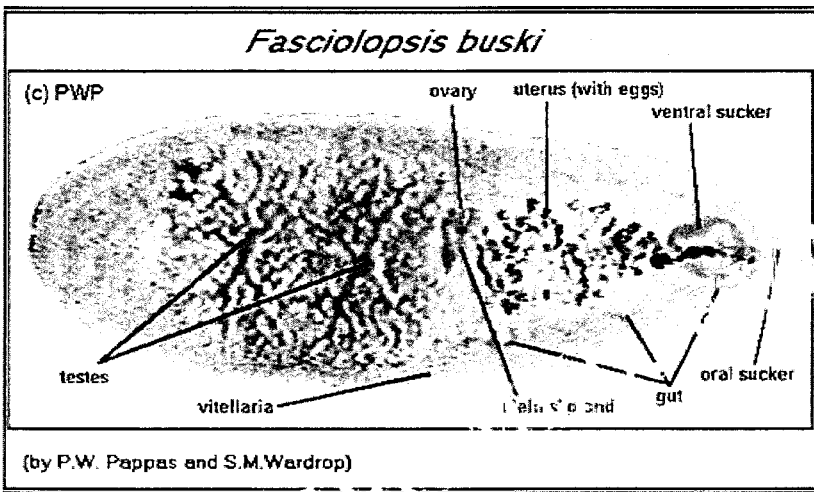 Fasciolopsis buski
(c) PWP
ovary
uterus (with eggs)
ventral sucker
testes
vitellaria
gut
oral sucker
(by P.W. Pappas and S.M.Wardrop)